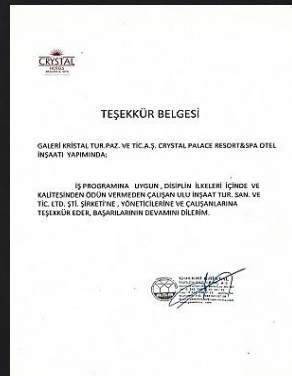 CRYSTAL
HOTELS
TEŞEKKÜR BELGESİ
GALERİ KRİSTAL TUR.PAZ. VE TİC.A.Ş. CRYSTAL PALACE RESORT&SPA OTEL
İNŞAATI YAPIMINDA;
İŞ PROGRAMINA UYGUN , DİSİPLİN İLKELERİ İÇİNDE VE
KALİTESİNDEN ÖDÜN VERMEDEN ÇALIŞAN ULU İNŞAAT TUR. SAN. VE
TİC. LTD. ŞTİ. ŞİRKETİ'NE , YÖNETİCİLERİNE VE ÇALIŞANLARINA
TEŞEKKÜR EDER, BAŞARILARININ DEVAMINI DİLERİM.